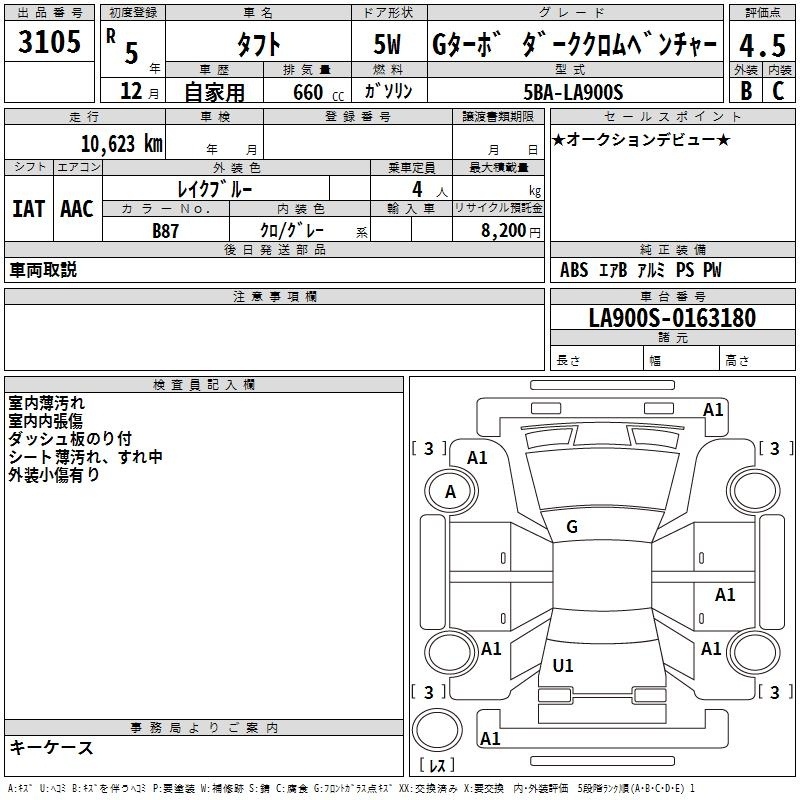 出品番号
3105
初度登録
R 5 年
12 月
車名
タフト
ドア形状
5W
グレード
Gターボ ダーククロムベンチャー
評価点
4.5
車歴
自家用
排気量
660 CC
燃料
ガソリン
型式
5BA-LA900S
外装 内装
B C
走行
10,623 km
車検
年 月
登録番号
譲渡書類期限
月 日
セールスポイント
★オークションデビュー★
シフト
IAT
エアコン
AAC
外装色
レイクブルー
乗車定員
4 人
最大積載量
kg
カラーNo.
B87
内装色
クロ/グレー 系
輸入車
リサイクル預託金
8,200 円
後日発送部品
車両取説
純正装備
ABS エアB アルミ PS PW
注意事項欄
車台番号
LA900S-0163180
諸元
長さ 幅 高さ
検査員記入欄
室内薄汚れ
室内内張傷
ダッシュ板のり付
シート薄汚れ、すれ中
外装小傷有り
事務局よりご案内
キーケース
A1
[ 3 ] A1 [ 3 ]
A
G
A1
A1 A1
U1
[ 3 ] [ 3 ]
A1
[ レス ]
A:キズ U:ヘコミ B:キズを伴うヘコミ P:要塗装 W:補修跡 S:錆 C:腐食 G:フロントガラス点キズ XX:交換済み X:要交換 内・外装評価 5段階ランク順(A・B・C・D・E) 1